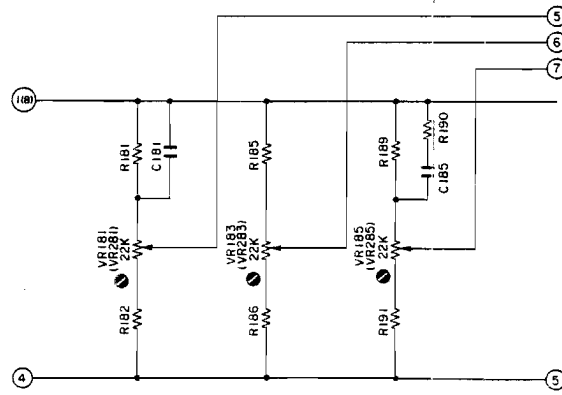 5
6
7
1(8)
R181
C181
R185
R189
R190
C185
VR181
(VR281)
22K
VR183
(VR283)
22K
VR185
(VR285)
22K
R182
R186
R191
4
5